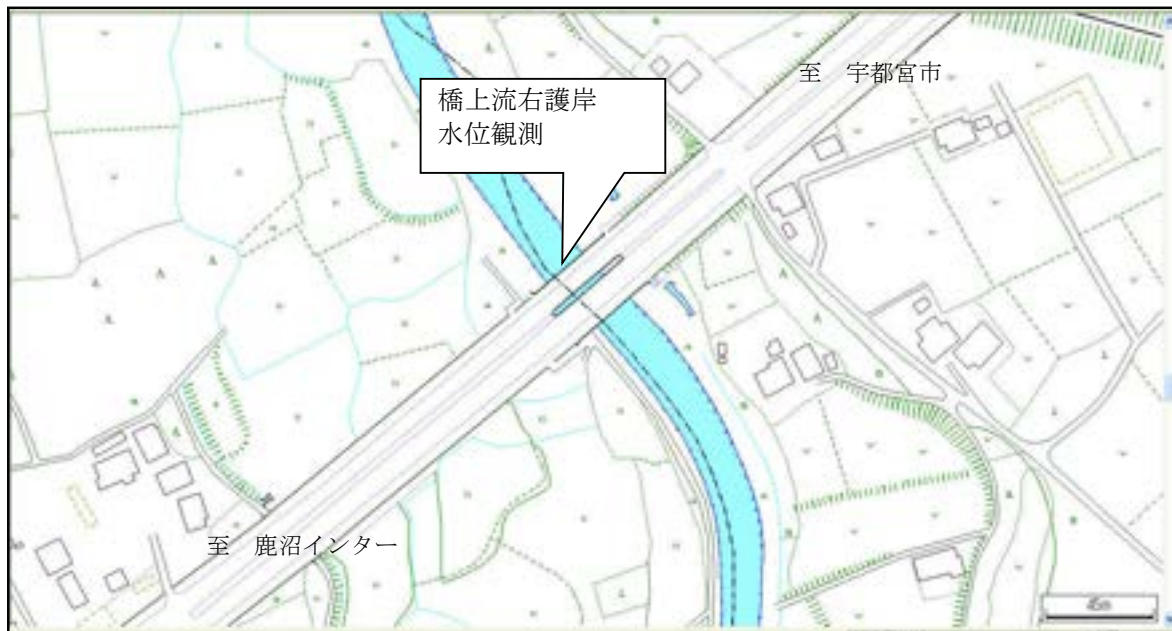 至　宇都宮市
橋上流右護岸
水位観測
至　鹿沼インター